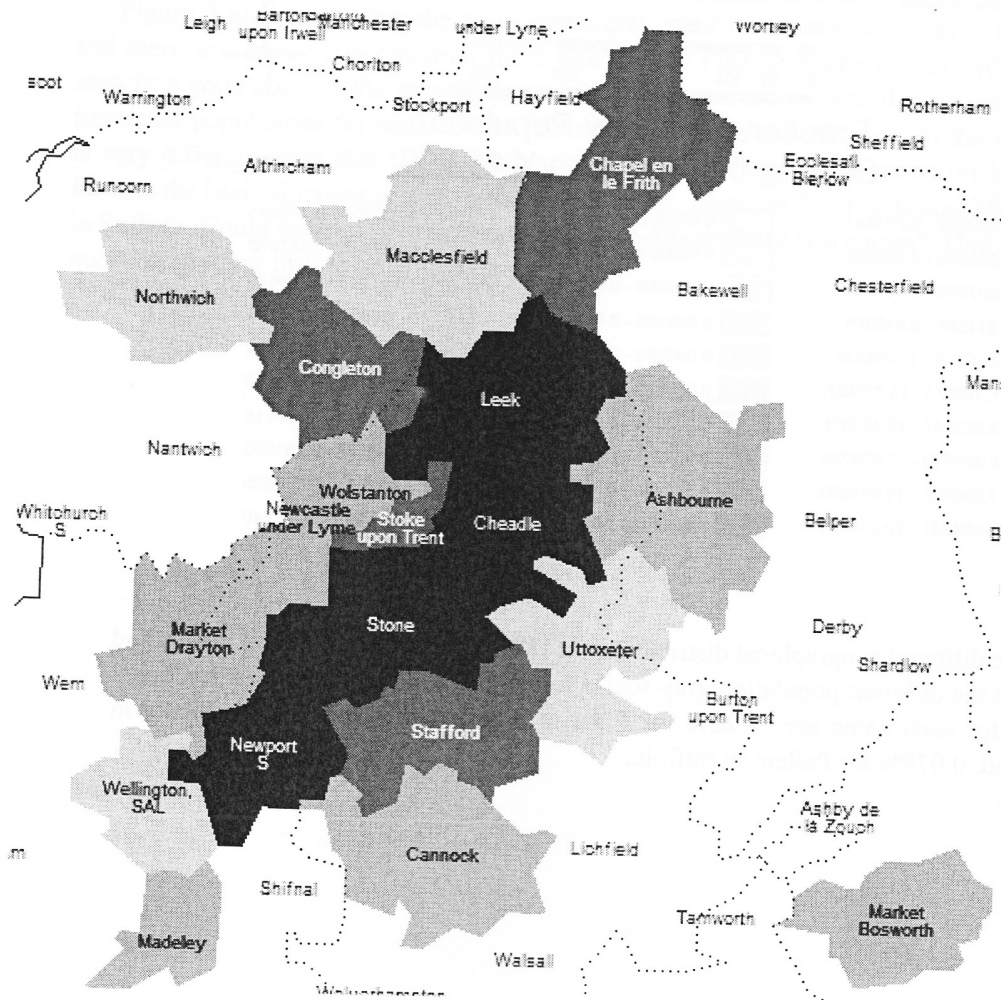 Leigh
upon Irwell
Manchester
under Lyne
Worksey
Chorlton
Warrington
Stockport
Hayfield
Rotherham
Sheffield
Ecclesall
Bierlow
Chapel en
le Frith
Altrincham
Runcorn
Macclesfield
Northwich
Bakewell
Chesterfield
Congleton
Leek
Nantwich
Wolstanton
Newcastle
under Lyme
Stoke
upon Trent
Cheadle
Ashbourne
Belper
Whitchurch
S
Market
Drayton
Stone
Uttoxeter
Derby
Shardlow
Wem
Burton
upon Trent
Newport
S
Stafford
Wellington,
SAL
Ashby de
la Zouch
Cannock
Lichfield
Shifnal
Madeley
Tamworth
Market
Bosworth
Walsall
Wolverhampton